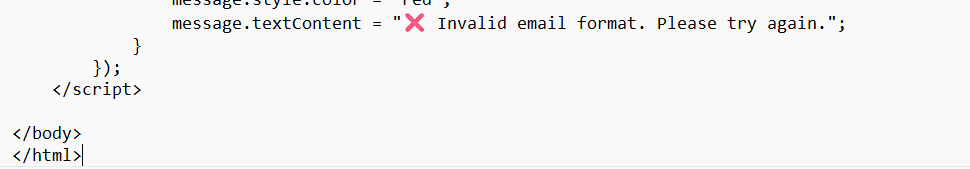 message.style.color = "red";
message.textContent = "❌ Invalid email format. Please try again.";
}
});
</script>
</body>
</html>